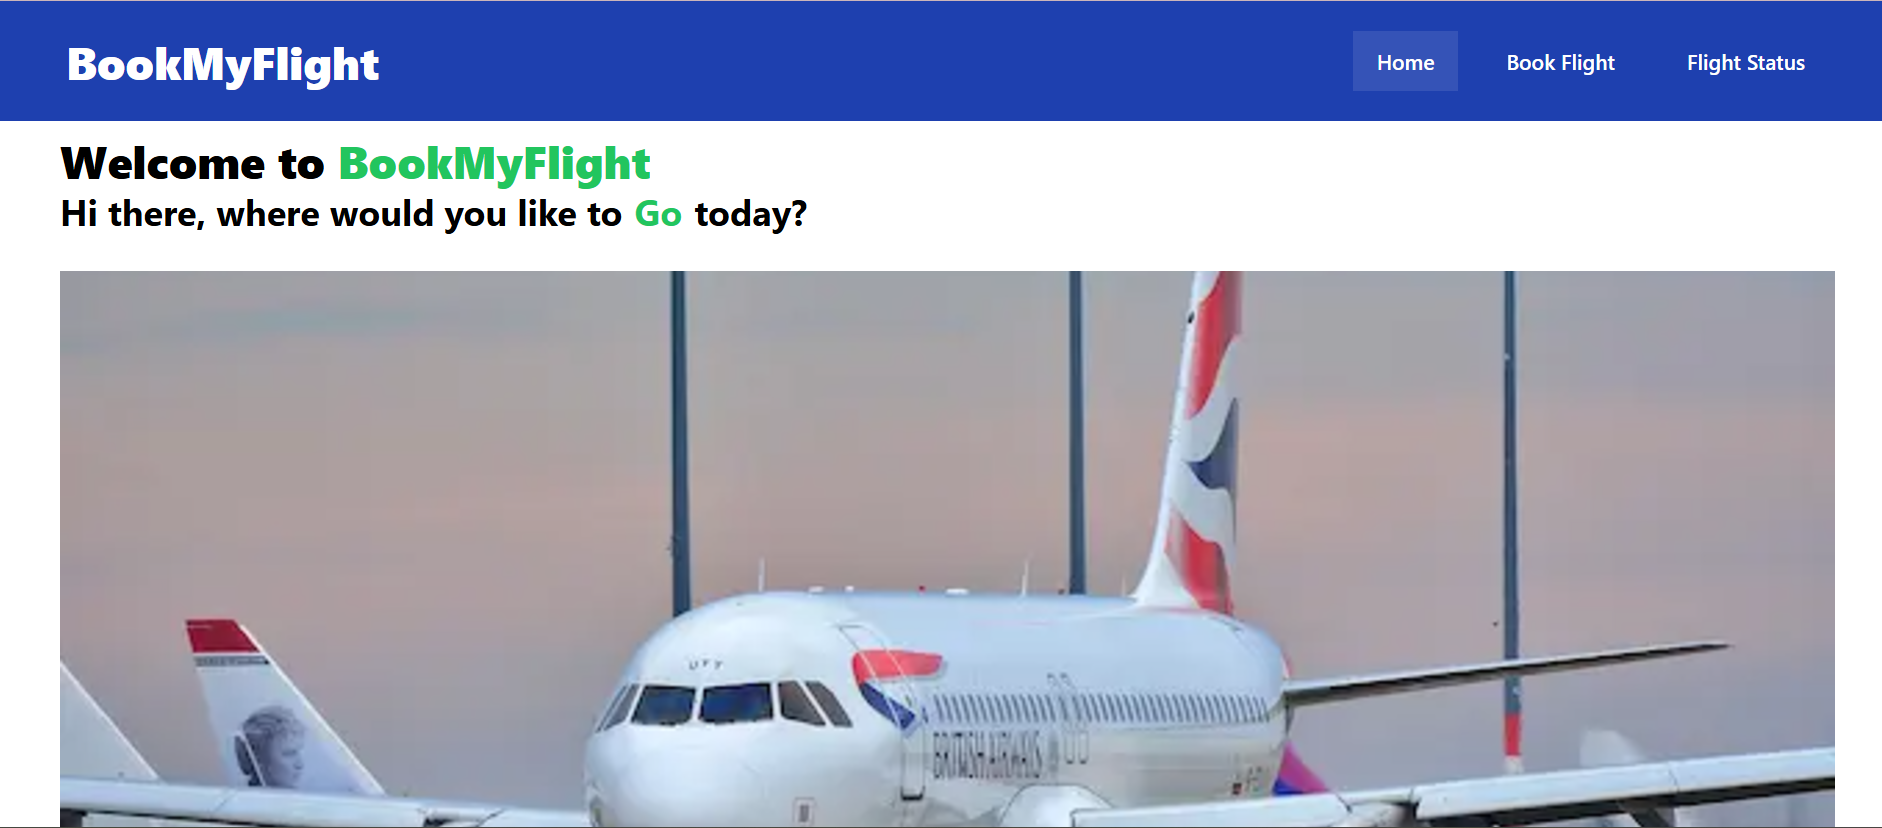 BookMyFlight
Home
Book Flight
Flight Status
Welcome to BookMyFlight
Hi there, where would you like to Go today?
UYY
BRITISH AIRWAYS